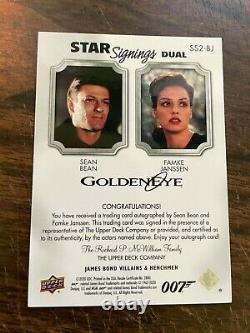 STAR Signings DUAL SS2-BJ
SEAN BEAN
FAMKE JANSSEN
GOLDENEYE
CONGRATULATIONS!
You have received a trading card autographed by Sean Bean and
Famke Janssen. This trading card was signed in the presence of a
representative of The Upper Deck Company and provided, and certified
as to its authenticity, by the actors named above. Enjoy your autograph card!
The Richard P. McWilliam Family
THE UPPER DECK COMPANY
JAMES BOND VILLAINS & HENCHMEN
UPPER DECK
007